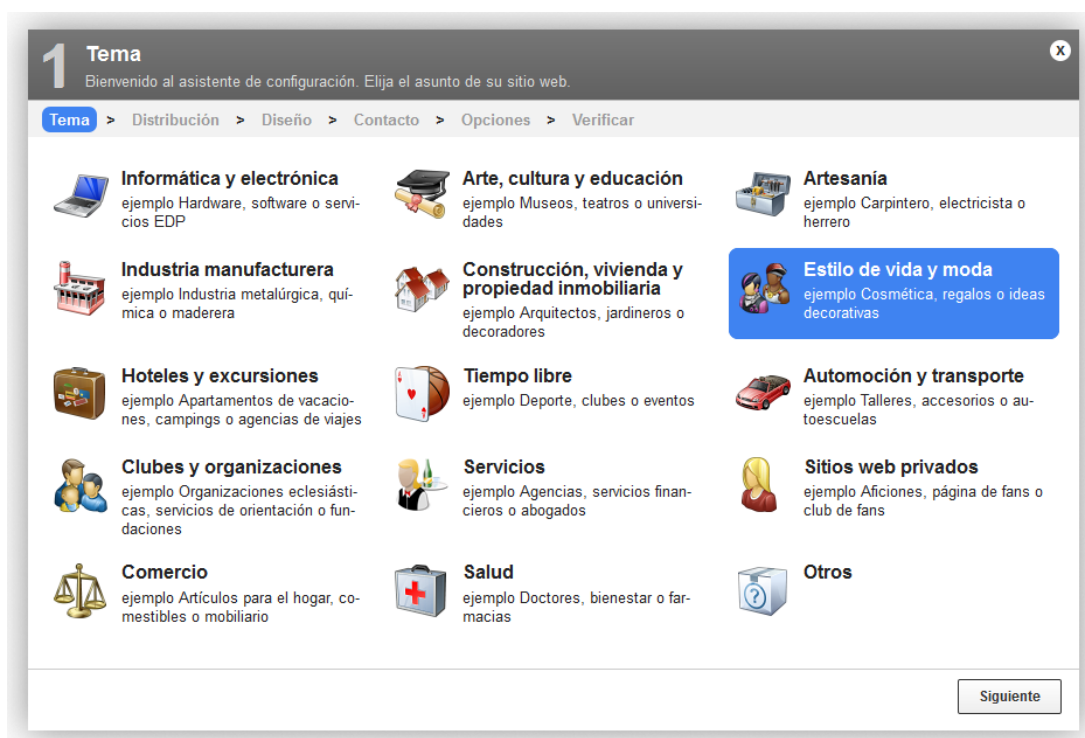 1
Tema
Bienvenido al asistente de configuración. Elija el asunto de su sitio web.
X
Tema > Distribución > Diseño > Contacto > Opciones > Verificar
Informática y electrónica
ejemplo Hardware, software o servi-
cios EDP
Arte, cultura y educación
ejemplo Museos, teatros o universi-
dades
Artesanía
ejemplo Carpintero, electricista o
herrero
Industria manufacturera
ejemplo Industria metalúrgica, quí-
mica o maderera
Construcción, vivienda y
propiedad inmobiliaria
ejemplo Arquitectos, jardineros o
decoradores
Estilo de vida y moda
ejemplo Cosmética, regalos o ideas
decorativas
Hoteles y excursiones
ejemplo Apartamentos de vacacio-
nes, campings o agencias de viajes
Tiempo libre
ejemplo Deporte, clubes o eventos
Automoción y transporte
ejemplo Talleres, accesorios o au-
toescuelas
Clubes y organizaciones
ejemplo Organizaciones eclesiásti-
cas, servicios de orientación o fun-
daciones
Servicios
ejemplo Agencias, servicios finan-
cieros o abogados
Sitios web privados
ejemplo Aficiones, página de fans o
club de fans
Comercio
ejemplo Artículos para el hogar, co-
mestibles o mobiliario
Salud
ejemplo Doctores, bienestar o far-
macias
?
Otros
Siguiente